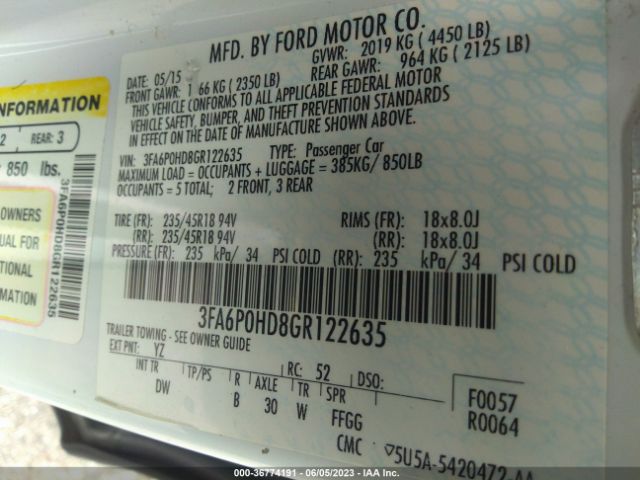 MFD. BY FORD MOTOR CO.
05/15 GVWR: 2019 KG ( 4450 LB)
FRONT GAWR: 1 66 KG ( 2350 LB) REAR GAWR: 964 KG ( 2125 LB)
THIS VEHICLE CONFORMS TO ALL APPLICABLE FEDERAL MOTOR
VEHICLE SAFETY, BUMPER, AND THEFT PREVENTION STANDARDS
IN EFFECT ON THE DATE OF MANUFACTURE SHOWN ABOVE.
VIN: 3FA6P0HD8GR122635 TYPE: Passenger Car
MAXIMUM LOAD = OCCUPANTS + LUGGAGE = 385KG/ 850LB
OCCUPANTS = 5 TOTAL; 2 FRONT, 3 REAR
TIRE (FR): 235/45R18 94V RIMS (FR): 18x8.0J
(RR): 235/45R18 94V (RR): 18x8.0J
PRESSURE(FR): 235 kPa/ 34 PSI COLD (RR): 235 kPa/ 34 PSI COLD
3FA6P0HD8GR122635
TRAILER TOWING - SEE OWNER GUIDE
EXT PNT: YZ RC: 52 DSO:
INT TR TP/PS R AXLE TR SPR
DW B 30 W FFGG
F0057
R0064
CMC 5U5A-5420472-AA
INFORMATION
2 REAR: 3
850 lbs.
OWNERS
UAL FOR
TIONAL
RMATION
3FA6P0HD8GR122635
000-36774191 - 06/05/2023 - IAA Inc.